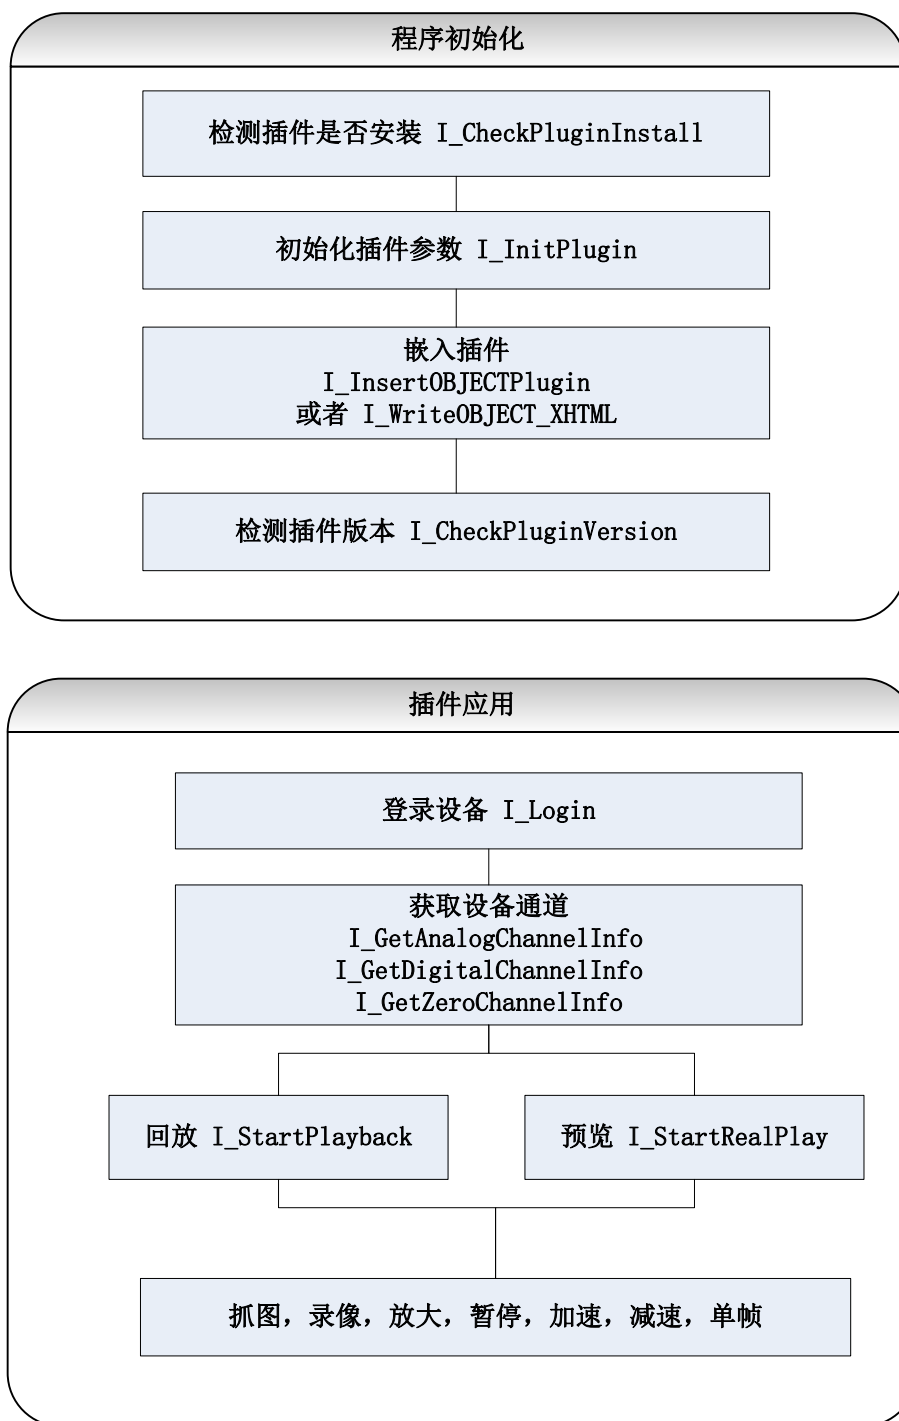 程序初始化
检测插件是否安装 I_CheckPluginInstall
初始化插件参数 I_InitPlugin
嵌入插件
I_InsertOBJECTPlugin
或者 I_WriteOBJECT_XHTML
检测插件版本 I_CheckPluginVersion
插件应用
登录设备 I_Login
获取设备通道
I_GetAnalogChannelInfo
I_GetDigitalChannelInfo
I_GetZeroChannelInfo
回放 I_StartPlayback
预览 I_StartRealPlay
抓图，录像，放大，暂停，加速，减速，单帧